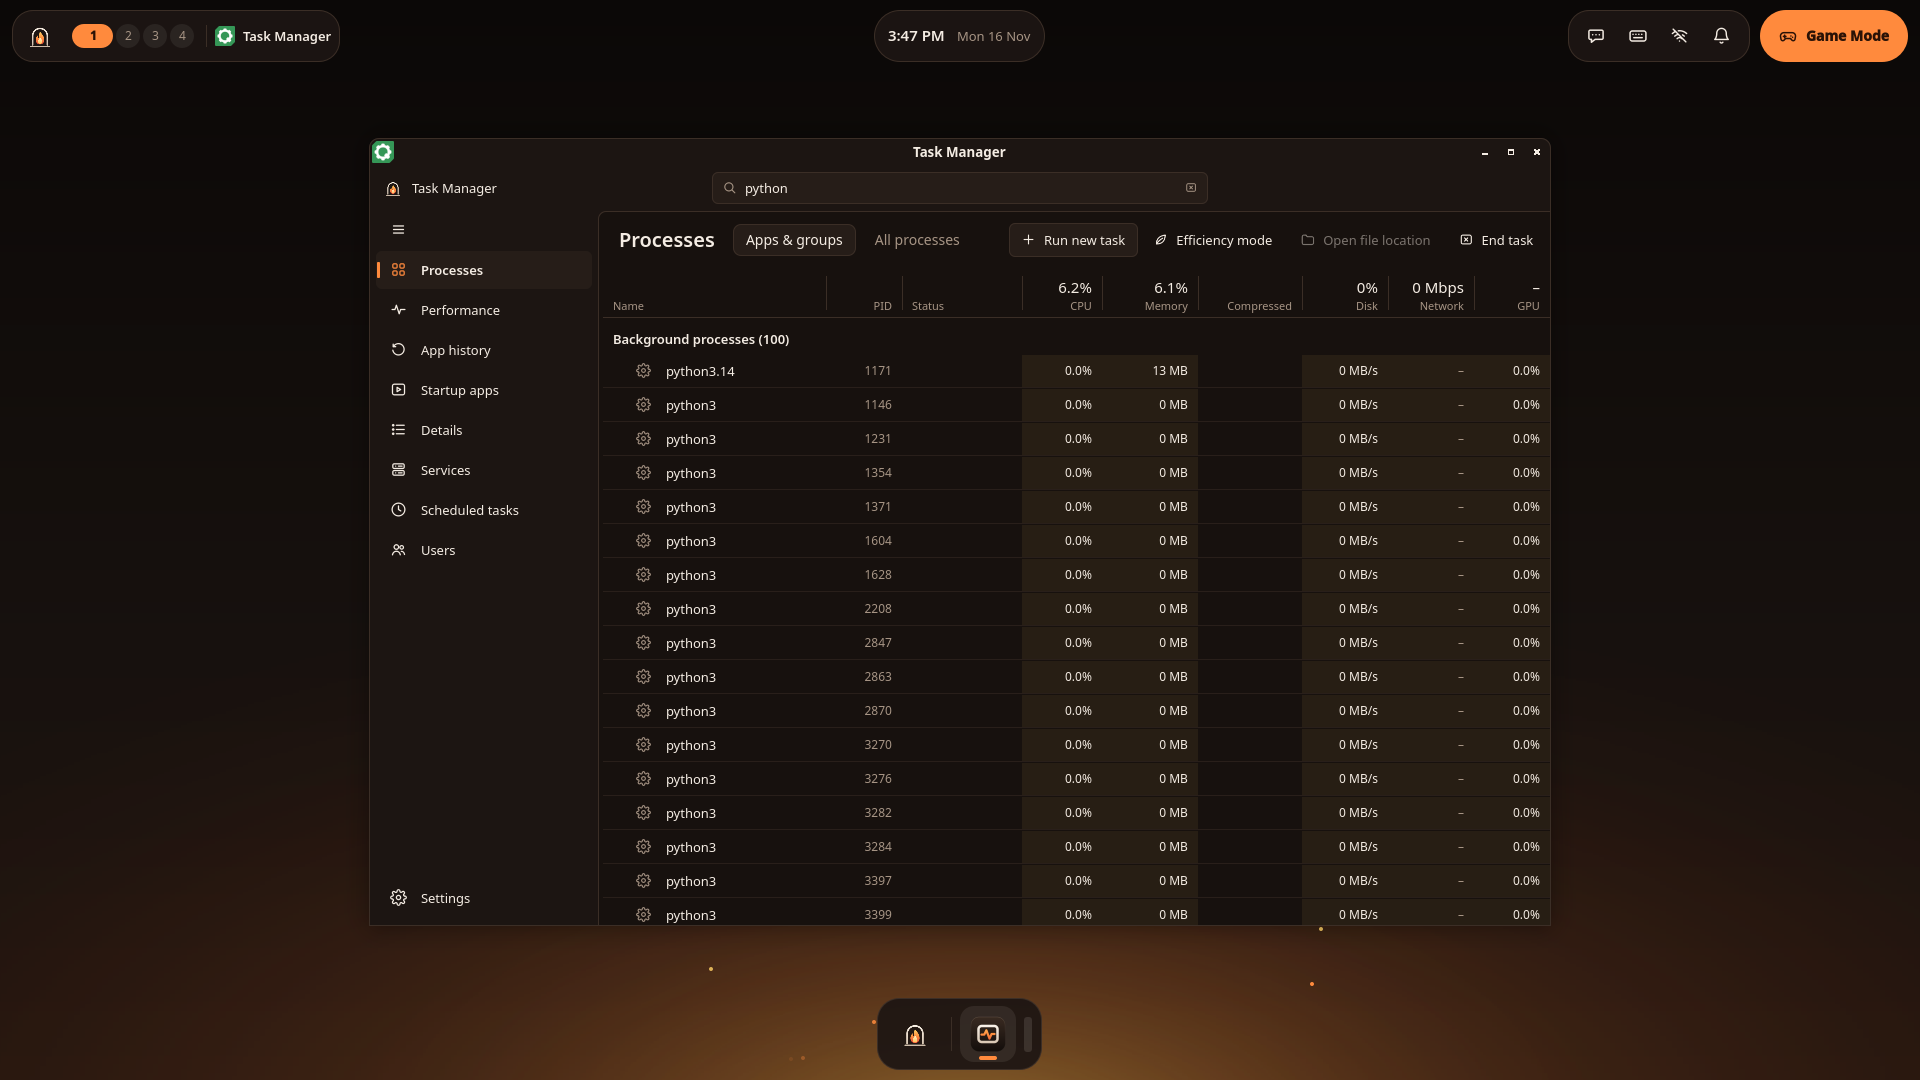 1 2 3 4 Task Manager
3:47 PM Mon 16 Nov
Game Mode
Task Manager
Task Manager
python
Processes
Performance
App history
Startup apps
Details
Services
Scheduled tasks
Users
Settings
Processes Apps & groups All processes Run new task Efficiency mode Open file location End task
6.2% 6.1% 0% 0 Mbps –
Name PID Status CPU Memory Compressed Disk Network GPU
Background processes (100)
python3.14 1171 0.0% 13 MB 0 MB/s – 0.0%
python3 1146 0.0% 0 MB 0 MB/s – 0.0%
python3 1231 0.0% 0 MB 0 MB/s – 0.0%
python3 1354 0.0% 0 MB 0 MB/s – 0.0%
python3 1371 0.0% 0 MB 0 MB/s – 0.0%
python3 1604 0.0% 0 MB 0 MB/s – 0.0%
python3 1628 0.0% 0 MB 0 MB/s – 0.0%
python3 2208 0.0% 0 MB 0 MB/s – 0.0%
python3 2847 0.0% 0 MB 0 MB/s – 0.0%
python3 2863 0.0% 0 MB 0 MB/s – 0.0%
python3 2870 0.0% 0 MB 0 MB/s – 0.0%
python3 3270 0.0% 0 MB 0 MB/s – 0.0%
python3 3276 0.0% 0 MB 0 MB/s – 0.0%
python3 3282 0.0% 0 MB 0 MB/s – 0.0%
python3 3284 0.0% 0 MB 0 MB/s – 0.0%
python3 3397 0.0% 0 MB 0 MB/s – 0.0%
python3 3399 0.0% 0 MB 0 MB/s – 0.0%